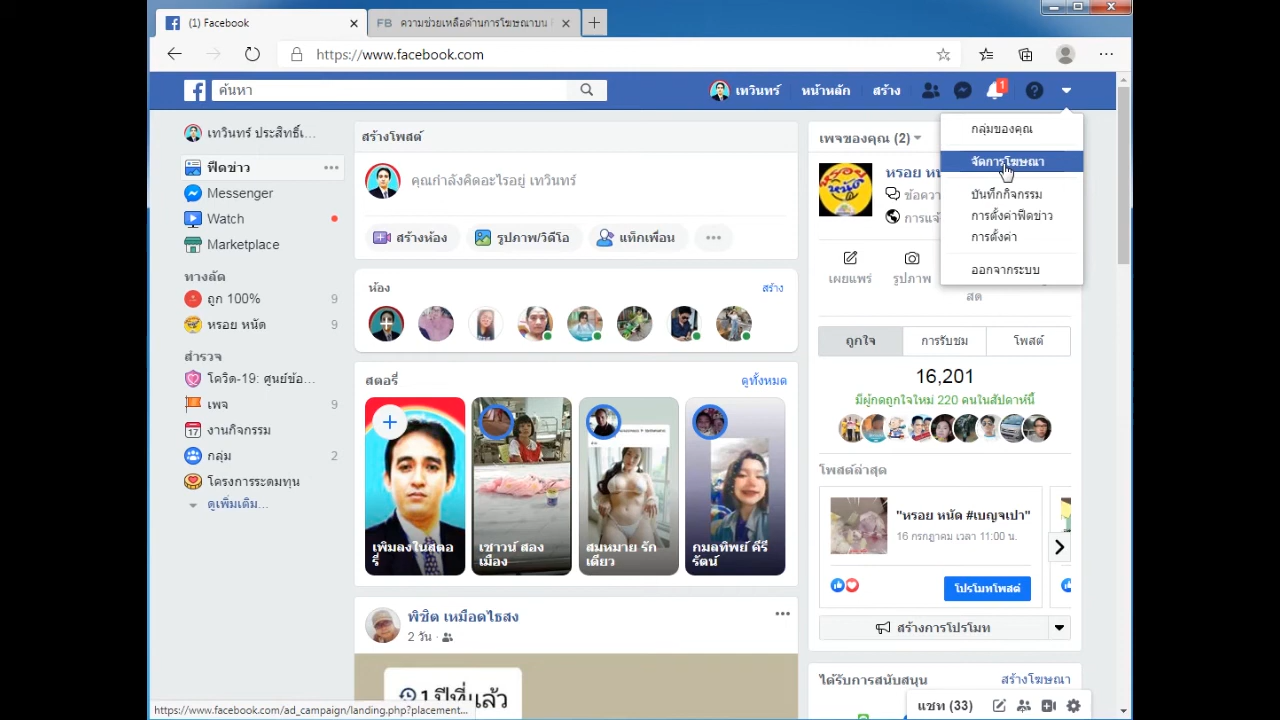 (1) Facebook
FB ความช่วยเหลือด้านการโฆษณาบน
https://www.facebook.com
ค้นหา
เทวินทร์
หน้าหลัก
สร้าง
1
เทวินทร์ ประสิทธิ์เ...
ฟีดข่าว
Messenger
Watch
Marketplace
ทางลัด
ถูก 100% 9
หรอย หนัด 9
สำรวจ
โควิด-19: ศูนย์ข้อ...
เพจ 9
งานกิจกรรม
กลุ่ม 2
โครงการระดมทุน
ดูเพิ่มเติม...
สร้างโพสต์
คุณกำลังคิดอะไรอยู่ เทวินทร์
สร้างห้อง
รูปภาพ/วิดีโอ
แท็กเพื่อน
ห้อง
สร้าง
สตอรี่
ดูทั้งหมด
เพิ่มลงในสตอ
รี่
เชาวน์ สอง
เมือง
สมหมาย รัก
เดียว
กมลทิพย์ ศิริ
รัตน์
พิชิต เหมือดไธสง
2 วัน
1 ปีที่แล้ว
เพจของคุณ (2)
หรอย หนั
ข้อควา
การแจ้
เผยแพร่
รูปภาพ
สด
กลุ่มของคุณ
จัดการโฆษณา
บันทึกกิจกรรม
การตั้งค่าฟีดข่าว
การตั้งค่า
ออกจากระบบ
ถูกใจ
การรับชม
โพสต์
16,201
มีผู้กดถูกใจใหม่ 220 คนในสัปดาห์นี้
โพสต์ล่าสุด
"หรอย หนัด #เบญจเปา"
16 กรกฎาคม เวลา 11:00 น.
โปรโมทโพสต์
สร้างการโปรโมท
ได้รับการสนับสนุน
สร้างโฆษณา
แชท (33)
https://www.facebook.com/ad_campaign/landing.php?placement...